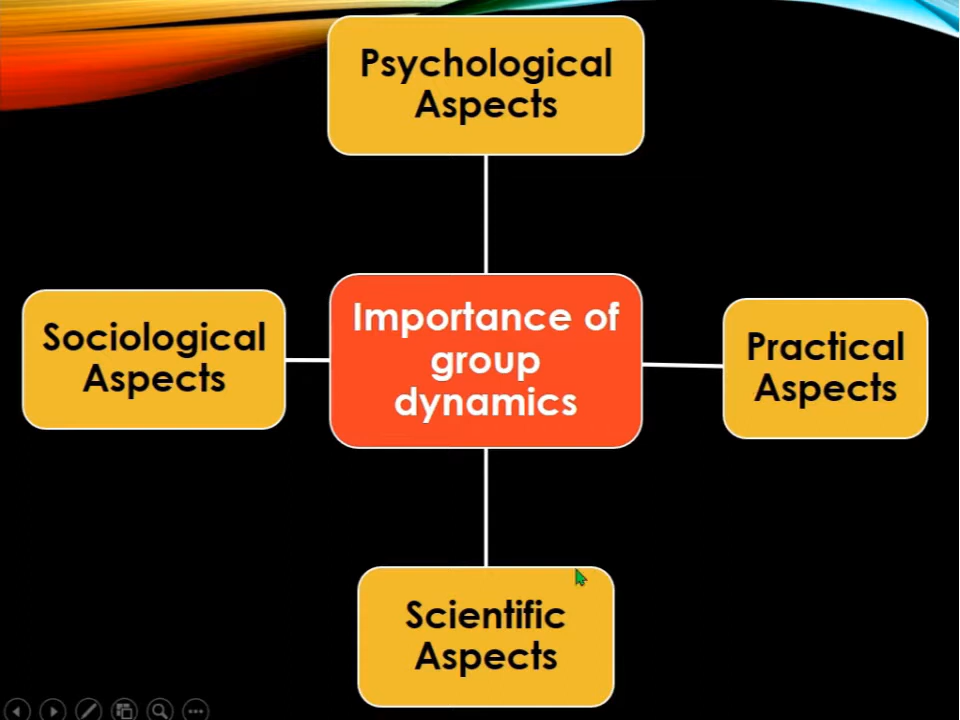 Psychological
Aspects
Sociological
Aspects
Importance of
group
dynamics
Practical
Aspects
Scientific
Aspects